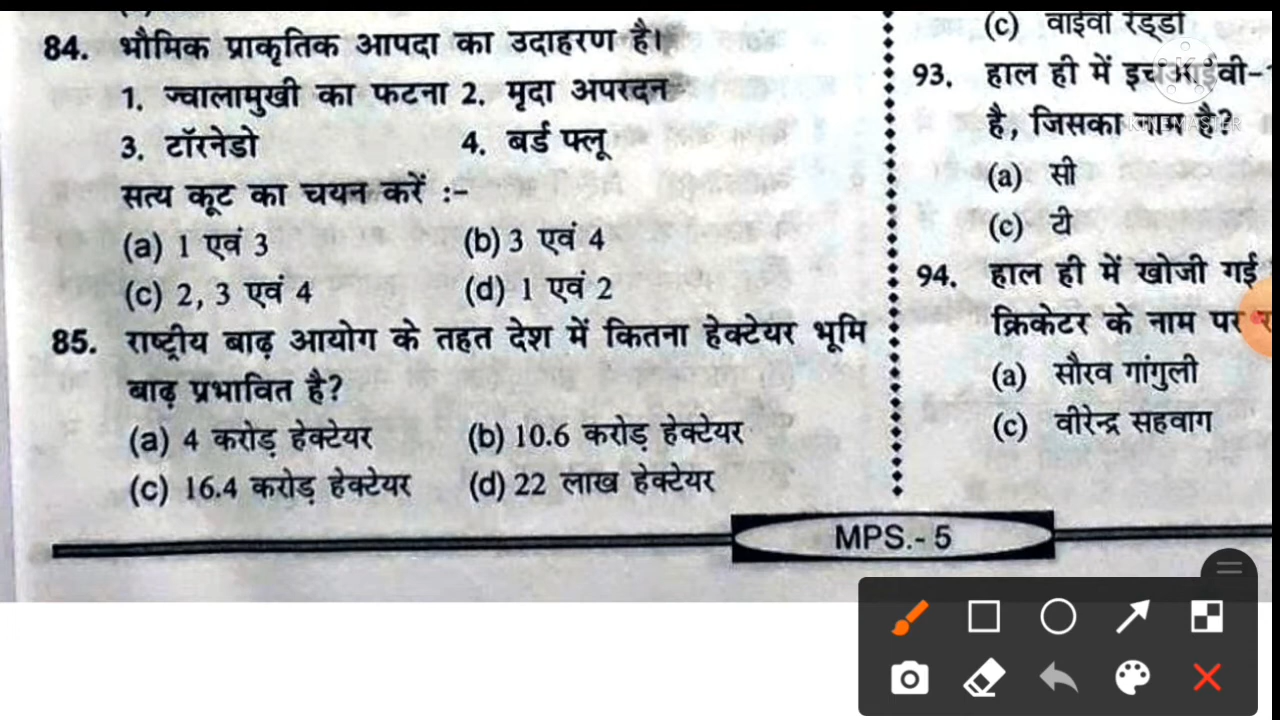 84. भौमिक प्राकृतिक आपदा का उदाहरण है।
1. ज्वालामुखी का फटना 2. मृदा अपरदन
3. टॉरनेडो 4. बर्ड फ्लू
सत्य कूट का चयन करें :-
(a) 1 एवं 3 (b) 3 एवं 4
(c) 2, 3 एवं 4 (d) 1 एवं 2
85. राष्ट्रीय बाढ़ आयोग के तहत देश में कितना हेक्टेयर भूमि
बाढ़ प्रभावित है?
(a) 4 करोड़ हेक्टेयर (b) 10.6 करोड़ हेक्टेयर
(c) 16.4 करोड़ हेक्टेयर (d) 22 लाख हेक्टेयर
(c) वाईवी रेड्डी
93. हाल ही में इचआईवी-
है, जिसका नाम है?
(a) सी
(c) टी
94. हाल ही में खोजी गई
क्रिकेटर के नाम पर
(a) सौरव गांगुली
(c) वीरेन्द्र सहवाग
MPS.- 5
KINEMASTER